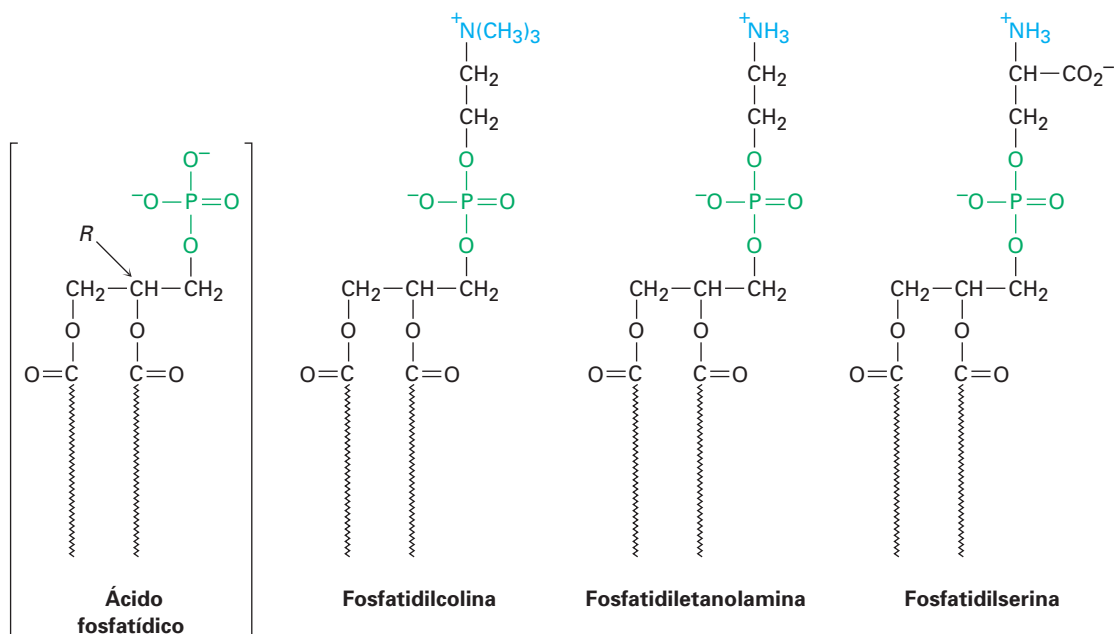 +
N(CH3)3
CH2
CH2
O
−O—P=O
O
CH2—CH—CH2
O O
O=C C=O
Fosfatidilcolina
+
NH3
CH2
CH2
O
−O—P=O
O
CH2—CH—CH2
O O
O=C C=O
Fosfatidiletanolamina
+
NH3
CH—CO2−
CH2
O
−O—P=O
O
CH2—CH—CH2
O O
O=C C=O
Fosfatidilserina
O−
−O—P=O
O
R
CH2—CH—CH2
O O
O=C C=O
Ácido
fosfatídico